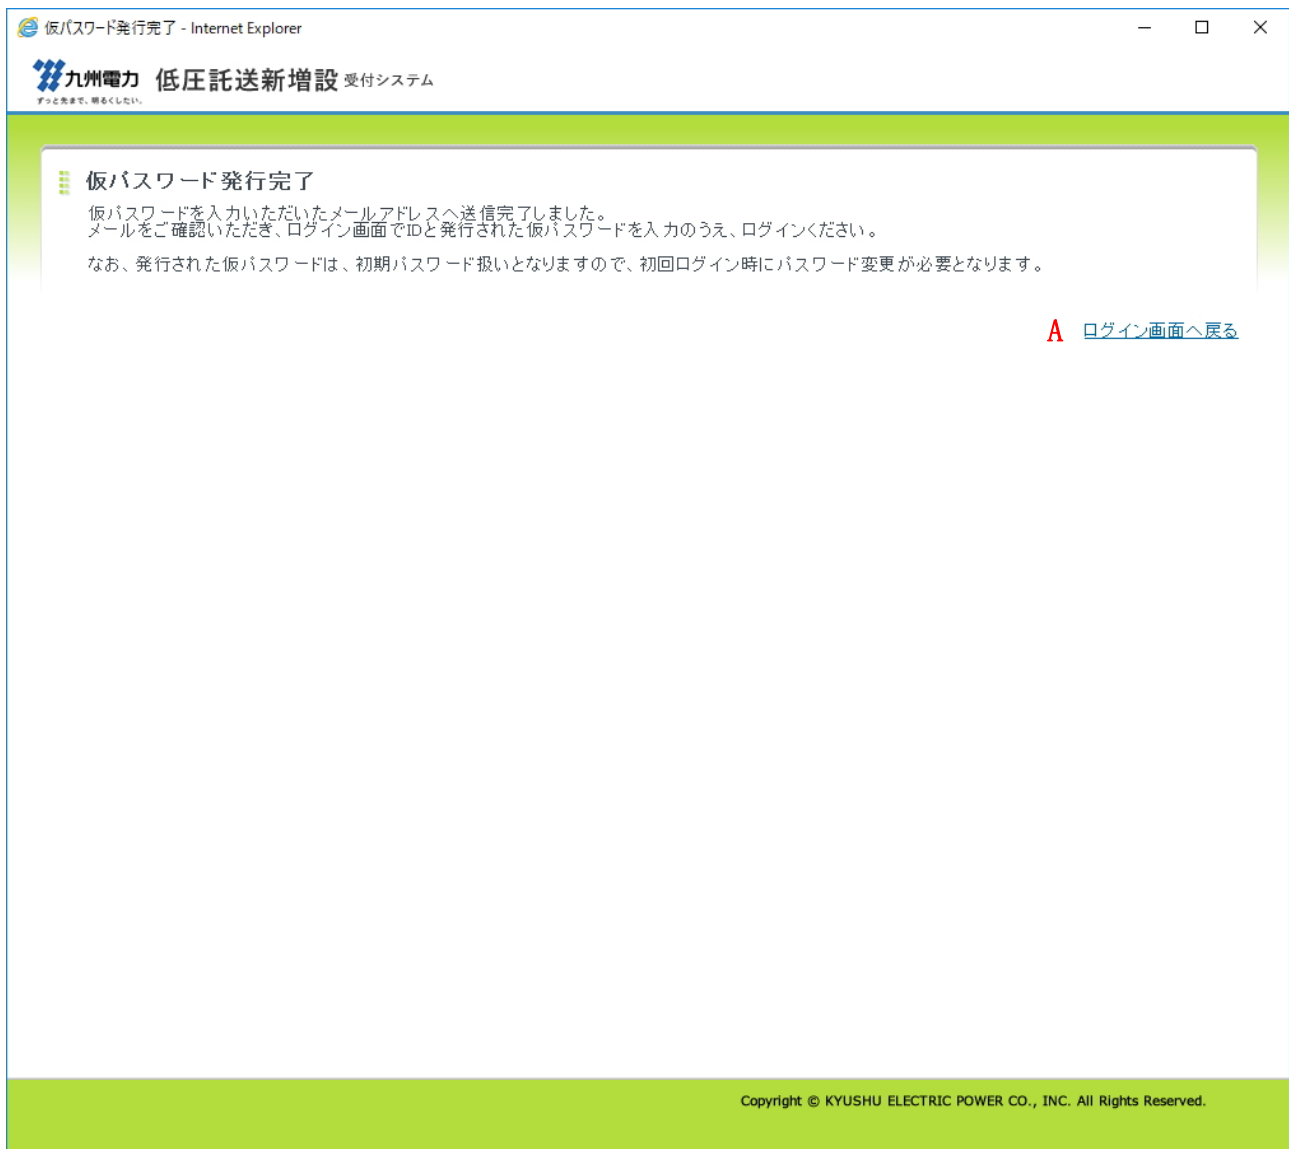 仮パスワード発行完了 - Internet Explorer
九州電力 低圧託送新増設 受付システム
ずっと先まで、明るくしたい。
仮パスワード発行完了
仮パスワードを入力いただいたメールアドレスへ送信完了しました。
メールをご確認いただき、ログイン画面でIDと発行された仮パスワードを入力のうえ、ログインください。
なお、発行された仮パスワードは、初期パスワード扱いとなりますので、初回ログイン時にパスワード変更が必要となります。
A ログイン画面へ戻る
Copyright © KYUSHU ELECTRIC POWER CO., INC. All Rights Reserved.